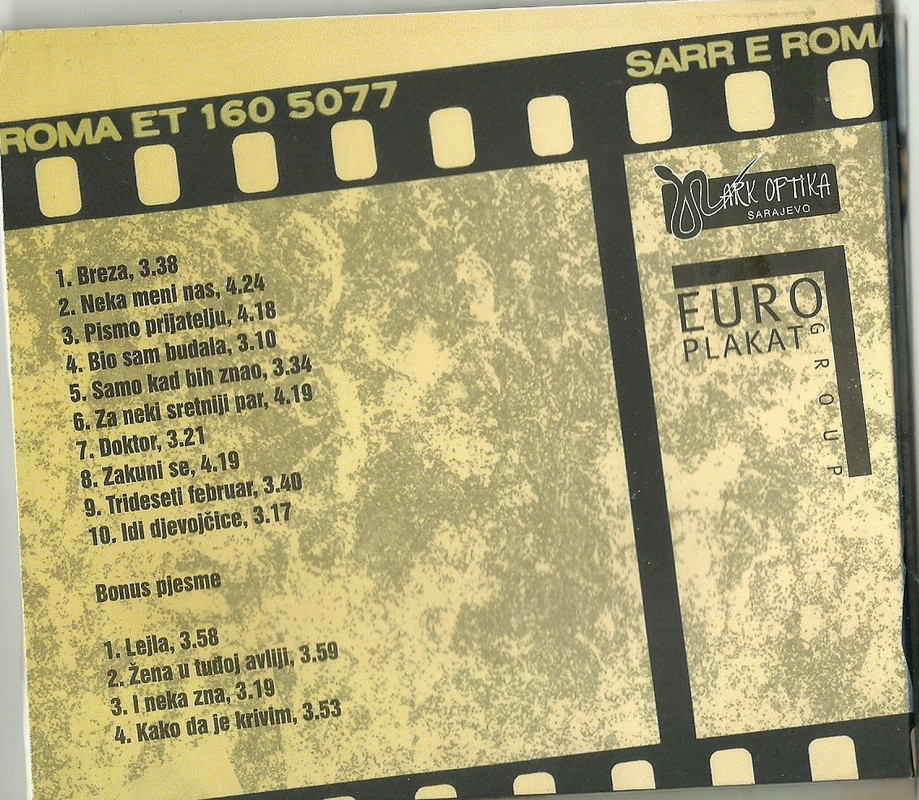 ROMA ET 160 5077
SARR E ROMA
1. Breza, 3.38
2. Neka meni nas, 4.24
3. Pismo prijatelju, 4.18
4. Bio sam budala, 3.10
5. Samo kad bih znao, 3.34
6. Za neki sretniji par, 4.19
7. Doktor, 3.21
8. Zakuni se, 4.19
9. Trideseti februar, 3.40
10. Idi djevojčice, 3.17
Bonus pjesme
1. Lejla, 3.58
2. Žena u tuđoj avliji, 3.59
3. I neka zna, 3.19
4. Kako da je krivim, 3.53
MARK OPTIKA
SARAJEVO
EURO
PLAKAT
GROUP